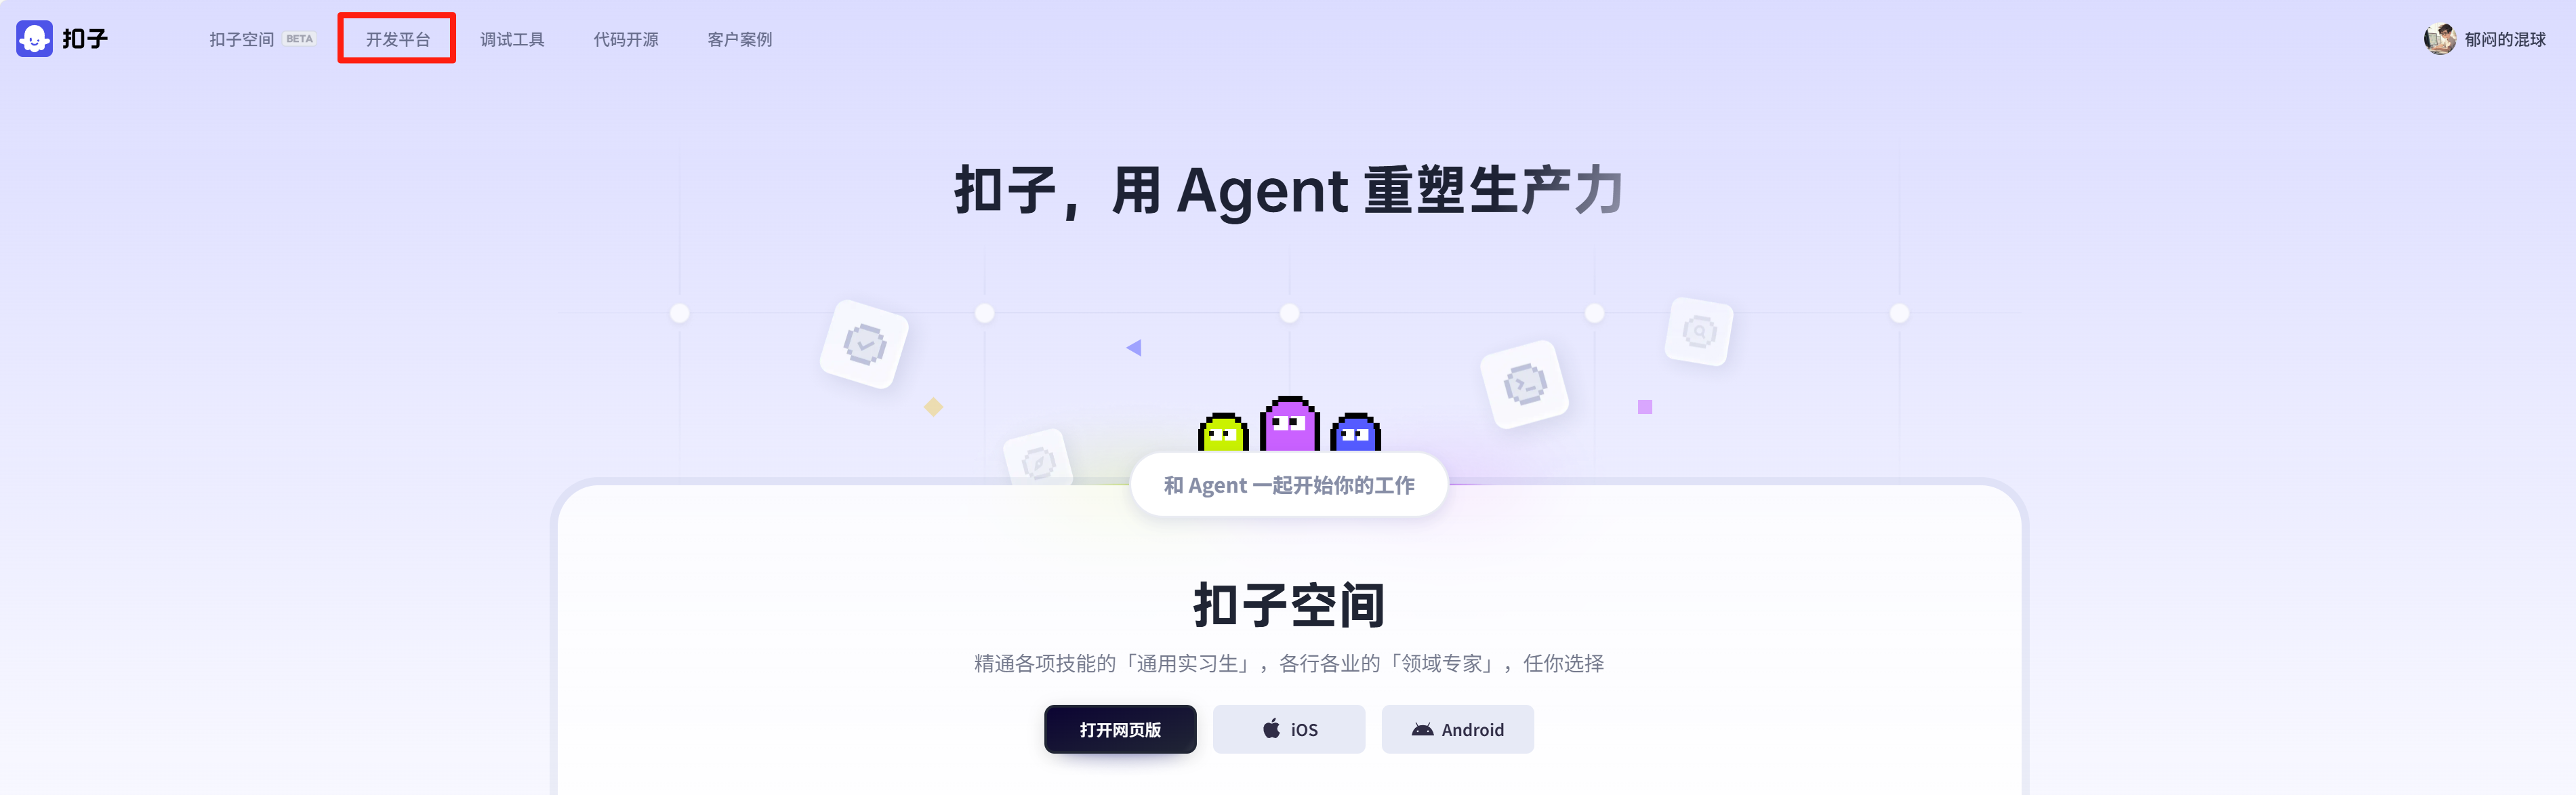 扣子 扣子空间 BETA 开发平台 调试工具 代码开源 客户案例 郁闷的混球
扣子，用 Agent 重塑生产力
和 Agent 一起开始你的工作
扣子空间
精通各项技能的「通用实习生」，各行各业的「领域专家」，任你选择
打开网页版 iOS Android